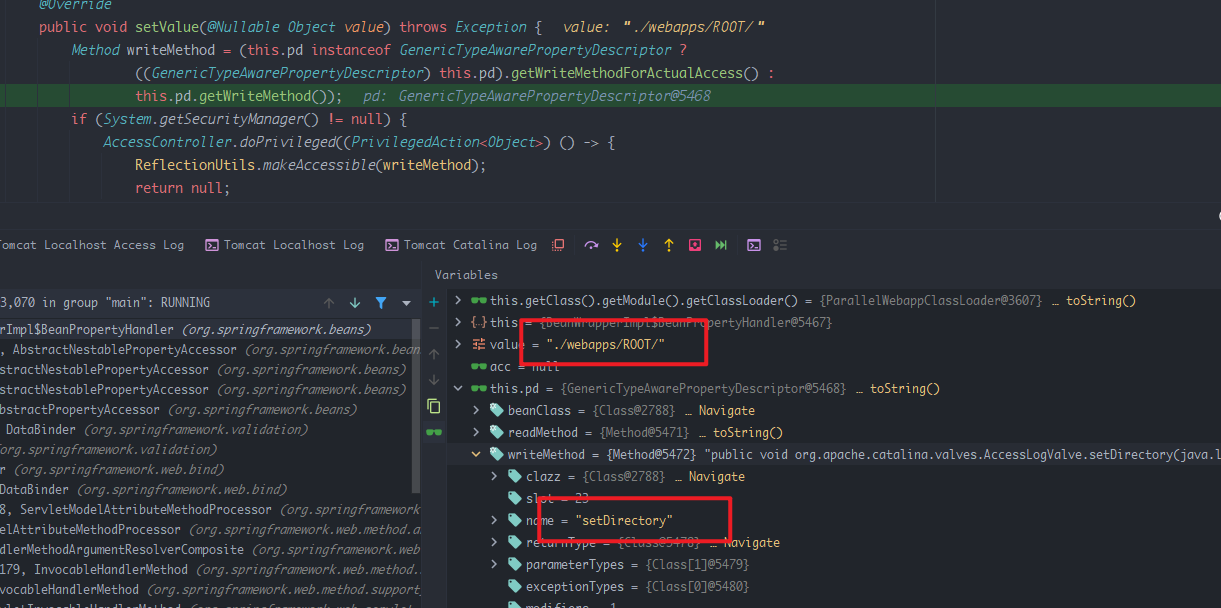 @Override
public void setValue(@Nullable Object value) throws Exception {   value: "./webapps/ROOT/"
Method writeMethod = (this.pd instanceof GenericTypeAwarePropertyDescriptor ?
((GenericTypeAwarePropertyDescriptor) this.pd).getWriteMethodForActualAccess() :
this.pd.getWriteMethod());   pd: GenericTypeAwarePropertyDescriptor@5468
if (System.getSecurityManager() != null) {
AccessController.doPrivileged((PrivilegedAction<Object>) () -> {
ReflectionUtils.makeAccessible(writeMethod);
return null;
Tomcat Localhost Access Log   Tomcat Localhost Log   Tomcat Catalina Log
Variables
3,070 in group "main": RUNNING
rImpl$BeanPropertyHandler (org.springframework.beans)
, AbstractNestablePropertyAccessor (org.springframework.bean
stractNestablePropertyAccessor (org.springframework.beans)
stractNestablePropertyAccessor (org.springframework.beans)
bstractPropertyAccessor (org.springframework.beans)
DataBinder (org.springframework.validation)
org.springframework.validation)
r (org.springframework.web.bind)
DataBinder (org.springframework.web.bind)
8, ServletModelAttributeMethodProcessor (org.springframework
elAttributeMethodProcessor (org.springframework.web.method.a
dlerMethodArgumentResolverComposite (org.springframework.web
179, InvocableHandlerMethod (org.springframework.web.method.
vocableHandlerMethod (org.springframework.web.method.support
vletInvocableHandlerMethod (org.springframework.web.servlet
this.getClass().getModule().getClassLoader() = {ParallelWebappClassLoader@3607} … toString()
this = {BeanWrapperImpl$BeanPropertyHandler@5467}
value = "./webapps/ROOT/"
acc = null
this.pd = {GenericTypeAwarePropertyDescriptor@5468} … toString()
beanClass = {Class@2788} … Navigate
readMethod = {Method@5471} … toString()
writeMethod = {Method@5472} "public void org.apache.catalina.valves.AccessLogValve.setDirectory(java.l
clazz = {Class@2788} … Navigate
slot = 23
name = "setDirectory"
returnType = {Class@5478} … Navigate
parameterTypes = {Class[1]@5479}
exceptionTypes = {Class[0]@5480}
modifiers = 1